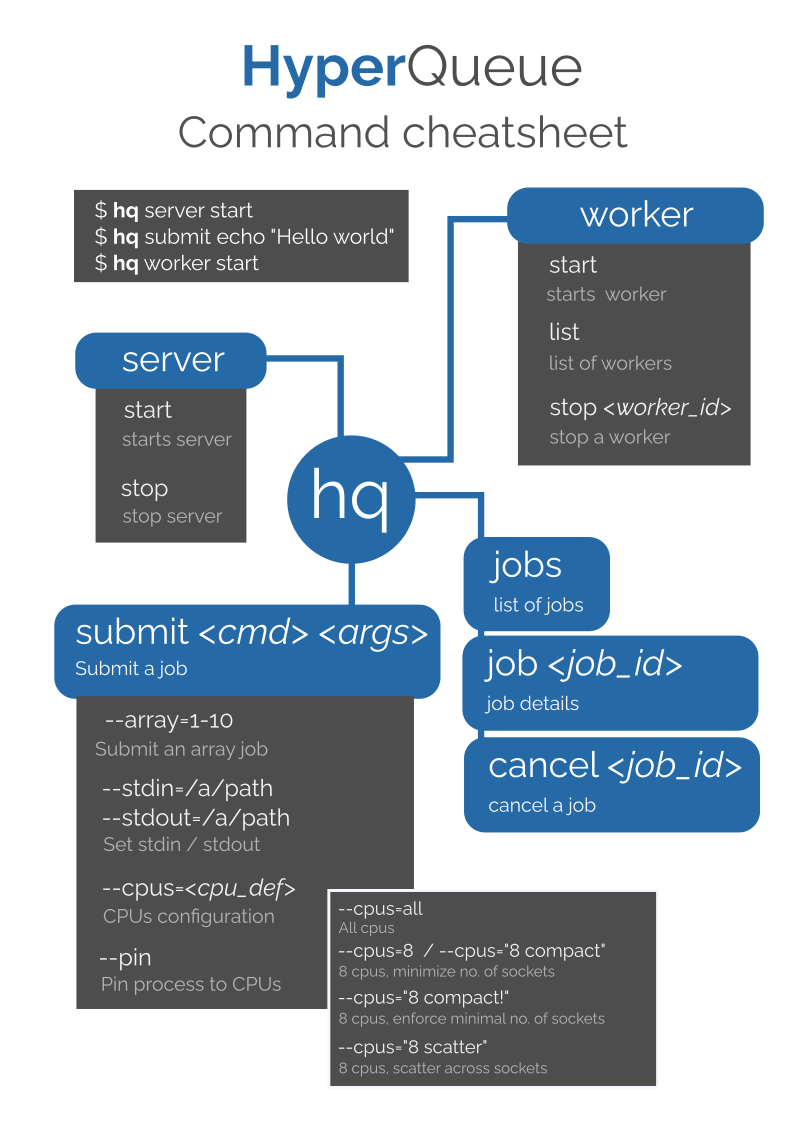 HyperQueue
Command cheatsheet
$ hq server start
$ hq submit echo "Hello world"
$ hq worker start
worker
start
starts worker
list
list of workers
stop <worker_id>
stop a worker
server
start
starts server
stop
stop server
hq
jobs
list of jobs
job <job_id>
job details
cancel <job_id>
cancel a job
submit <cmd> <args>
Submit a job
--array=1-10
Submit an array job
--stdin=/a/path
--stdout=/a/path
Set stdin / stdout
--cpus=<cpu_def>
CPUs configuration
--pin
Pin process to CPUs
--cpus=all
All cpus
--cpus=8 / --cpus="8 compact"
8 cpus, minimize no. of sockets
--cpus="8 compact!"
8 cpus, enforce minimal no. of sockets
--cpus="8 scatter"
8 cpus, scatter across sockets